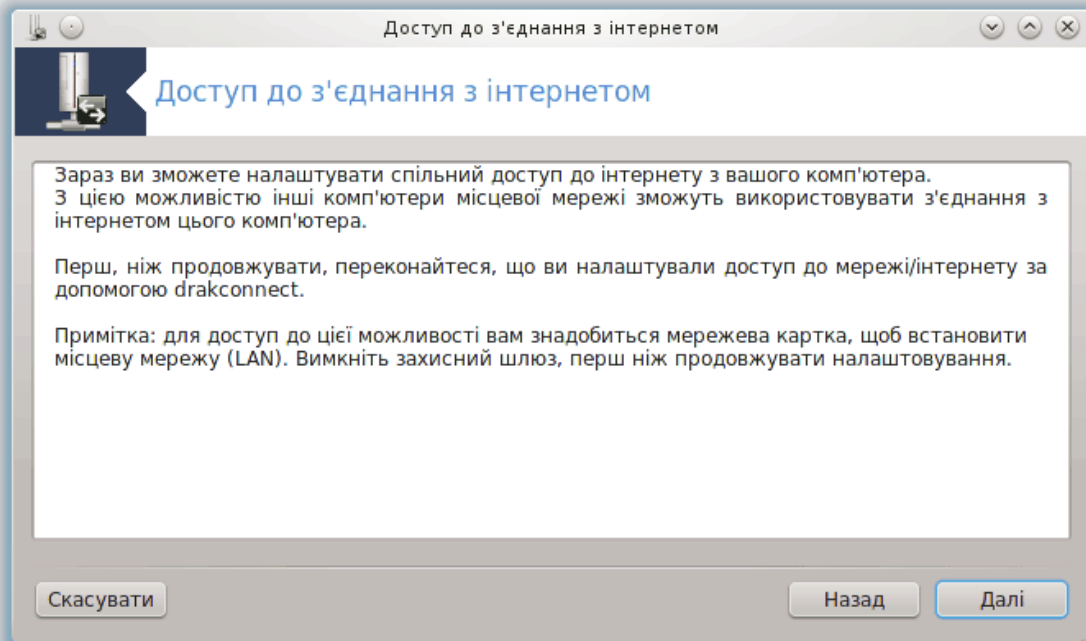 Доступ до з'єднання з інтернетом
Доступ до з'єднання з інтернетом
Зараз ви зможете налаштувати спільний доступ до інтернету з вашого комп'ютера.
З цією можливістю інші комп'ютери місцевої мережі зможуть використовувати з'єднання з
інтернетом цього комп'ютера.
Перш, ніж продовжувати, переконайтеся, що ви налаштували доступ до мережі/інтернету за
допомогою drakconnect.
Примітка: для доступ до цієї можливості вам знадобиться мережева картка, щоб встановити
місцеву мережу (LAN). Вимкніть захисний шлюз, перш ніж продовжувати налаштовування.
Скасувати
Назад
Далі